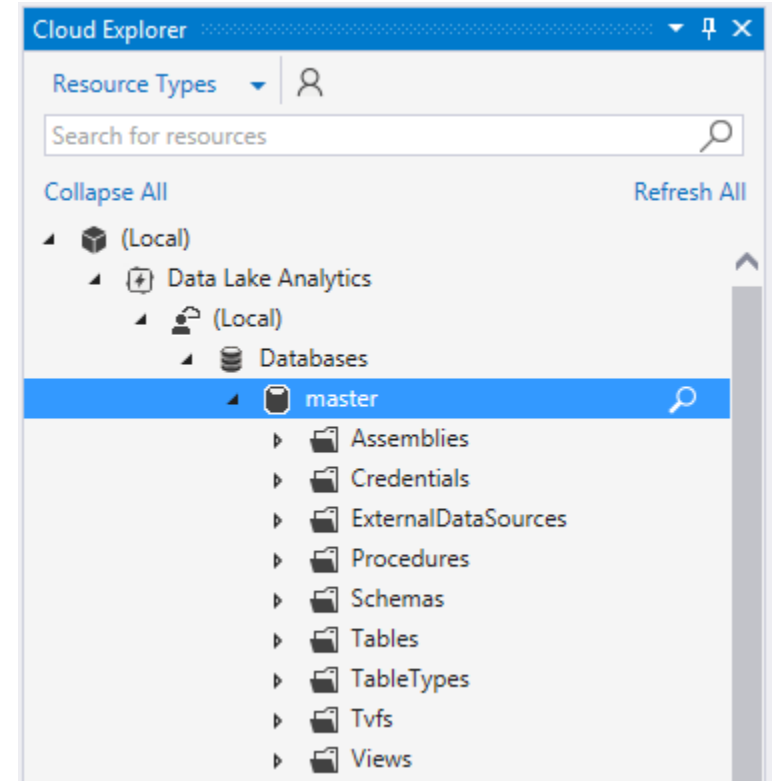 Cloud Explorer
Resource Types
Search for resources
Collapse All Refresh All
(Local)
Data Lake Analytics
(Local)
Databases
master
Assemblies
Credentials
ExternalDataSources
Procedures
Schemas
Tables
TableTypes
Tvfs
Views